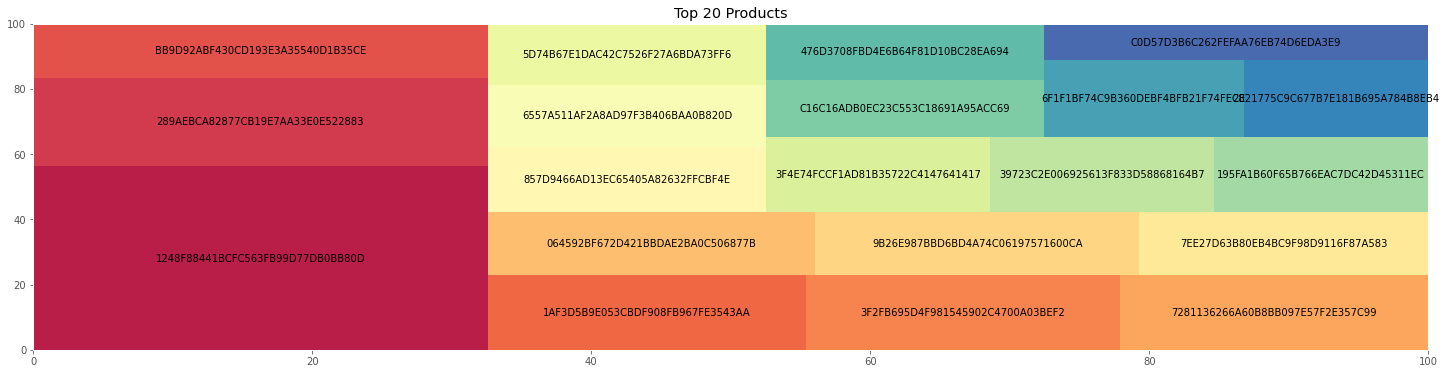 Top 20 Products
100
BB9D92ABF430CD193E3A35540D1B35CE
5D74B67E1DAC42C7526F27A6BDA73FF6
476D3708FBD4E6B64F81D10BC28EA694
C0D57D3B6C262FEFAA76EB74D6EDA3E9
80
289AEBCA82877CB19E7AA33E0E522883
6557A511AF2A8AD97F3B406BAA0B820D
C16C16ADB0EC23C553C18691A95ACC69
60
857D9466AD13EC65405A82632FFCBF4E
3F4E74FCCF1AD81B35722C4147641417
39723C2E006925613F833D58868164B7
195FA1B60F65B766EAC7DC42D45311EC
40
1248F88441BCFC563FB99D77DB0BB80D
064592BF672D421BBDAE2BA0C506877B
9B26E987BBD6BD4A74C06197571600CA
7EE27D63B80EB4BC9F98D9116F87A583
20
1AF3D5B9E053CBDF908FB967FE3543AA
3F2FB695D4F981545902C4700A03BEF2
7281136266A60B8BB097E57F2E357C99
0
0 20 40 60 80 100